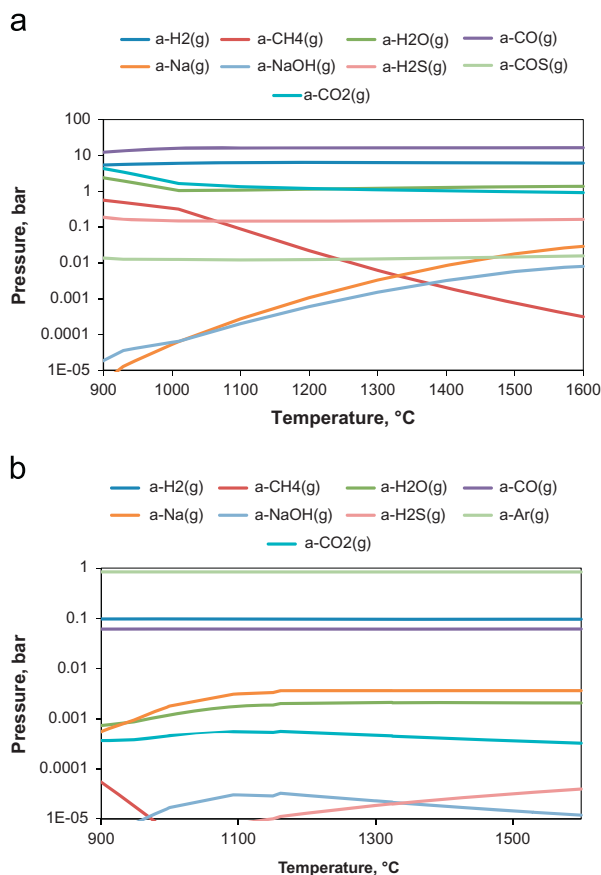 a
a-H2(g) a-CH4(g) a-H2O(g) a-CO(g)
a-Na(g) a-NaOH(g) a-H2S(g) a-COS(g)
a-CO2(g)
100
10
1
0.1
0.01
0.001
0.0001
1E-05
Pressure, bar
900 1000 1100 1200 1300 1400 1500 1600
Temperature, °C
b
a-H2(g) a-CH4(g) a-H2O(g) a-CO(g)
a-Na(g) a-NaOH(g) a-H2S(g) a-Ar(g)
a-CO2(g)
1
0.1
0.01
0.001
0.0001
1E-05
Pressure, bar
900 1100 1300 1500
Temperature, °C